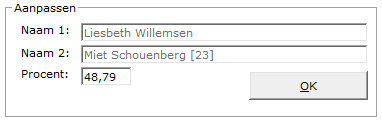 Aanpassen
Naam 1: Liesbeth Willemsen
Naam 2: Miet Schouenberg [23]
Procent: 48,79
OK